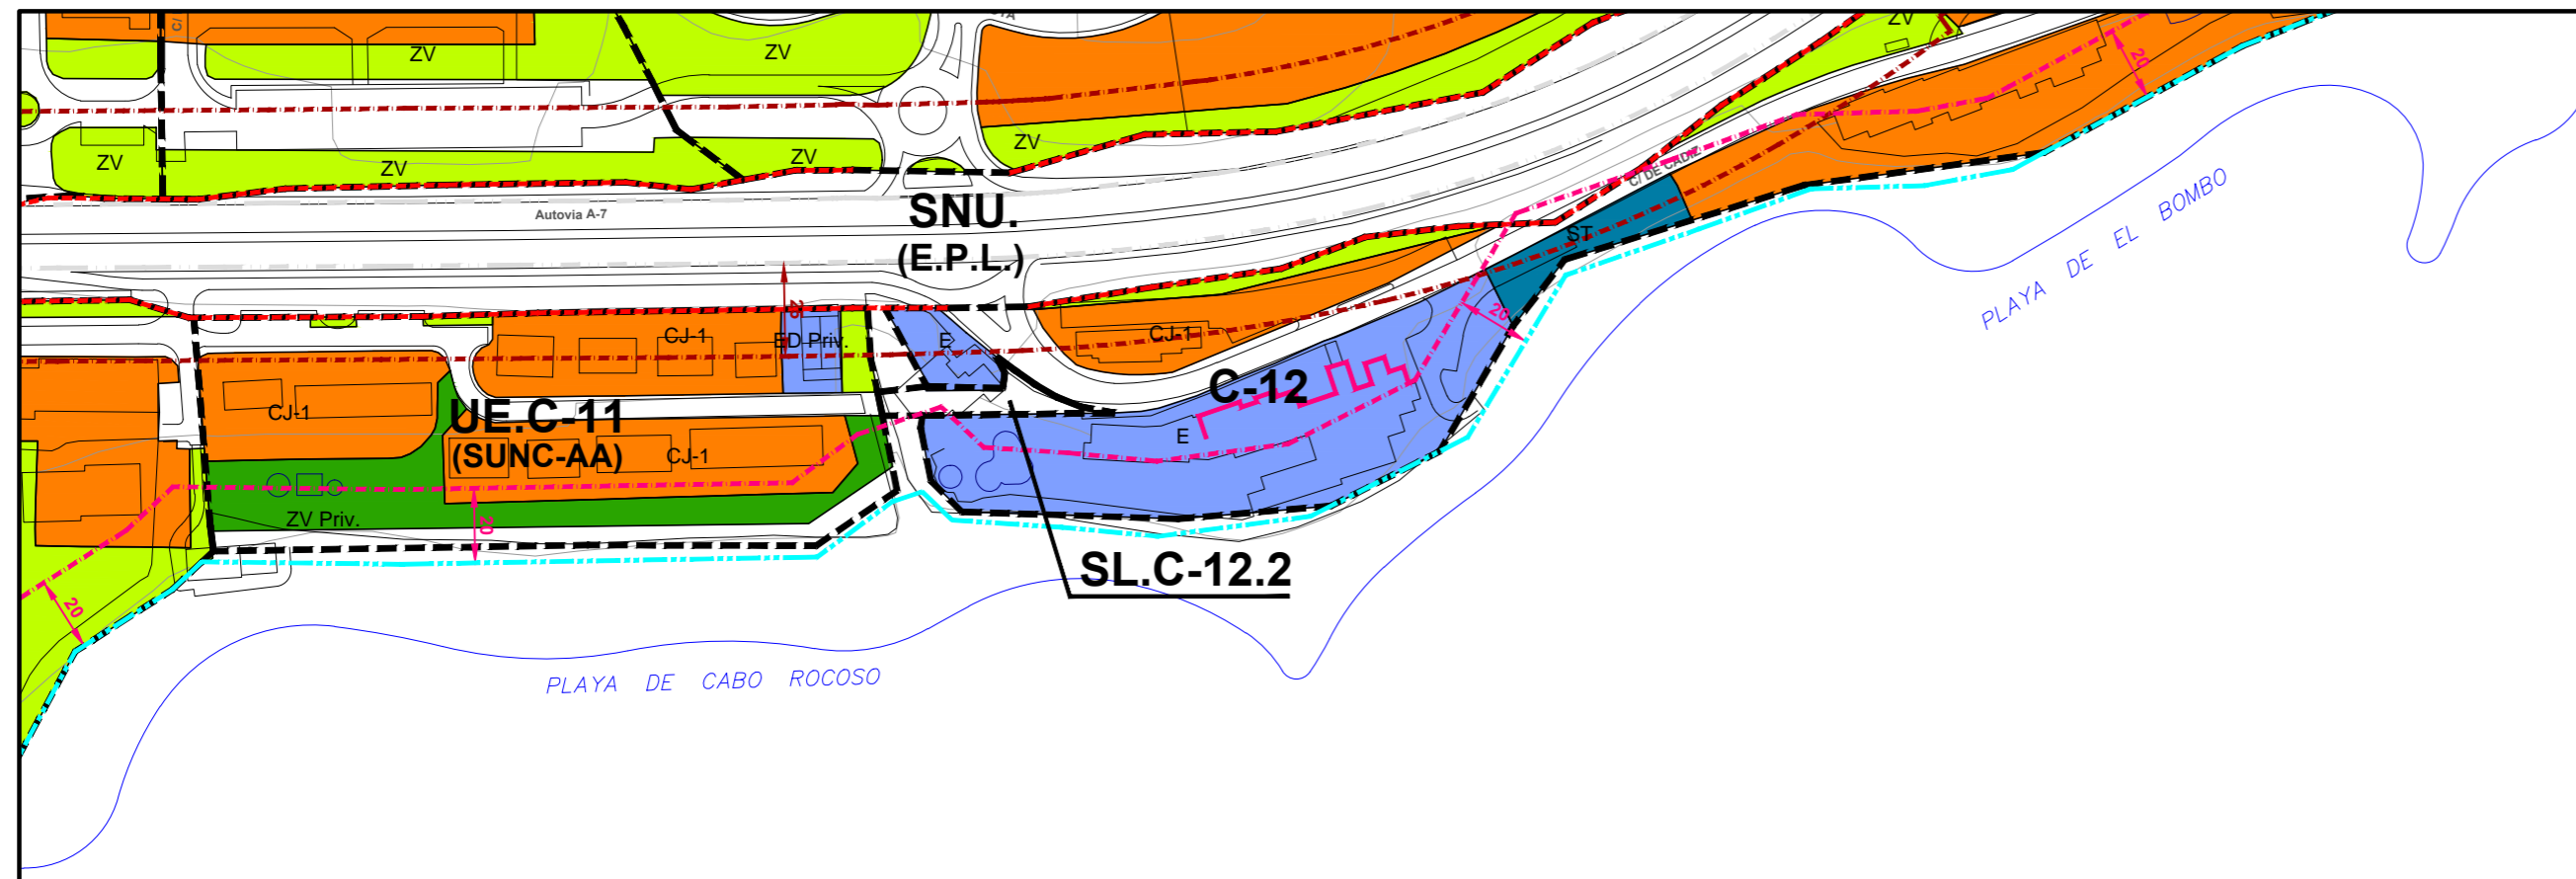 C/
ZV
ZV
ZV
ZV
ZV
ZV
ZV
ZV
Autovia A-7
SNU.
(E.P.L.)
C/ DE CADIZ
ST
20
20
PLAYA DE EL BOMBO
25
CJ-1
ED Priv.
E
CJ-1
C-12
E
CJ-1
UE.C-11
(SUNC-AA)
CJ-1
ZV Priv.
20
20
SL.C-12.2
PLAYA DE CABO ROCOSO